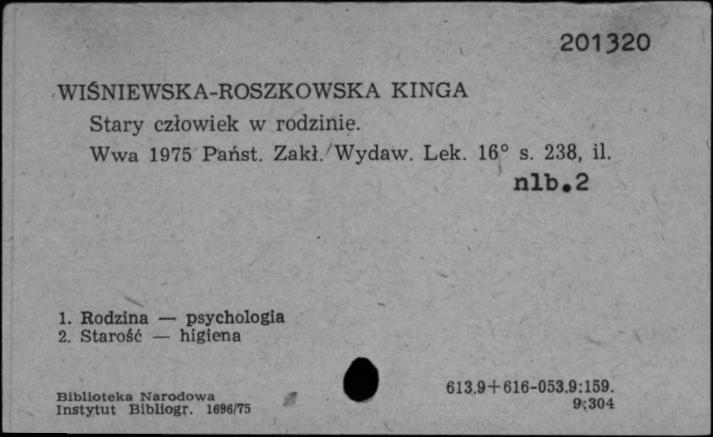 201320
WIŚNIEWSKA-ROSZKOWSKA KINGA
Stary człowiek w rodzinie.
Wwa 1975 Państ. Zakł. Wydaw. Lek. 16° s. 238, il.
nlb.2
1. Rodzina — psychologia
2. Starość — higiena
613.9+616-053.9:159.
9:304
Biblioteka Narodowa
Instytut Bibliogr. 1696/75